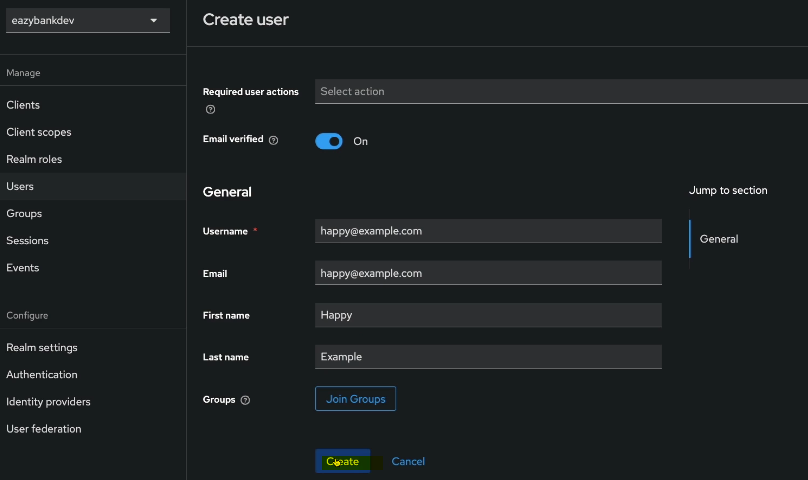 eazybankdev
Create user
Manage
Clients
Client scopes
Realm roles
Users
Groups
Sessions
Events
Configure
Realm settings
Authentication
Identity providers
User federation
Required user actions
Select action
Email verified
On
General
Jump to section
General
Username *
happy@example.com
Email
happy@example.com
First name
Happy
Last name
Example
Groups
Join Groups
Create
Cancel